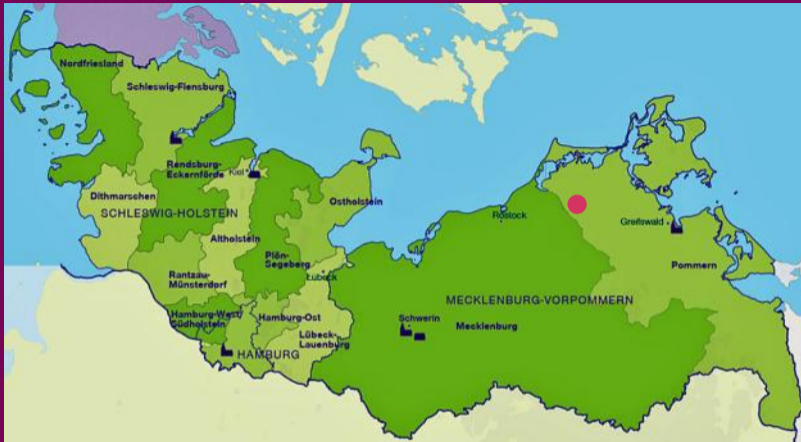 Nordfriesland
Schleswig-Flensburg
Rendsburg-
Eckernförde
Kiel
Dithmarschen
SCHLESWIG-HOLSTEIN
Ostholstein
Altholstein
Plön-
Segeberg
Lübeck
Rantzau-
Münsterdorf
Hamburg-West/
Südholstein
Hamburg-Ost
Lübeck-
Lauenburg
HAMBURG
Rostock
Greifswald
Pommern
MECKLENBURG-VORPOMMERN
Schwerin
Mecklenburg